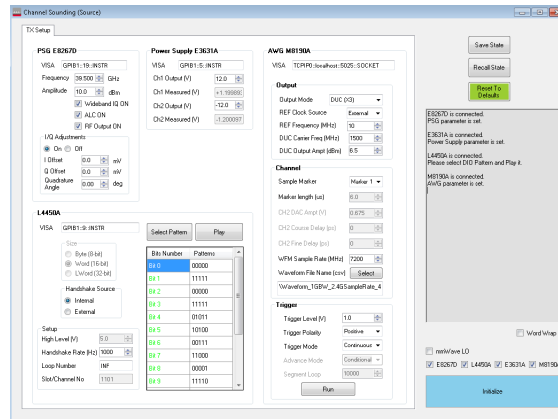 Channel Sounding (Source)
TX Setup
PSG E8267D
VISA GPIB1::19::INSTR
Frequency 39.500 GHz
Amplitude 10.0 dBm
Wideband IQ ON
ALC ON
RF Output ON
I/Q Adjustments
On Off
I Offset 0.0 mV
Q Offset 0.0 mV
Quadrature Angle 0.00 deg
Power Supply E3631A
VISA GPIB1::5::INSTR
Ch1 Output (V) 12.0
Ch1 Measured (V) +1.19989
Ch2 Output (V) -12.0
Ch2 Measured (V) -1.200097
L4450A
VISA GPIB1::9::INSTR
Size
Byte (8-bit)
Word (16-bit)
LWord (32-bit)
Handshake Source
Internal
External
Setup
High Level (V) 5.0
Handshake Rate (Hz) 1000
Loop Number INF
Slot/Channel No 1101
Select Pattern Play
Bits Number Patterns
Bit 0 00000
Bit 1 11111
Bit 2 00000
Bit 3 11111
Bit 4 01011
Bit 5 10100
Bit 6 00111
Bit 7 11000
Bit 8 00001
Bit 9 11110
AWG M8190A
VISA TCPIP0::localhost::5025::SOCKET
Output
Output Mode DUC (X3)
REF Clock Source External
REF Frequency (MHz) 10
DUC Carrier Freq (MHz) 1500
DUC Output Ampt (dBm) 6.5
Channel
Sample Marker Marker 1
Marker length (us) 6.0
CH2 DAC Ampt (V) 0.675
CH2 Course Delay (ps) 0
CH2 Fine Delay (ps) 0
WFM Sample Rate (MHz) 7200
Waveform File Name (csv) Select
\Waveform_1GBW_2.4GSampleRate_4
Trigger
Trigger Level (V) 1.0
Trigger Polarity Positive
Trigger Mode Continuous
Advance Mode Conditional
Segment Loop 10000
Run
Save State
Recall State
Reset To Defaults
E8267D is connected.
PSG parameter is set.
E3631A is connected.
Power Supply parameter is set.
L4450A is connected.
Please select DIO Pattern and Play it.
M8190A is connected.
AWG parameter is set.
Word Wrap
mmWave LO
E8267D L4450A E3631A M8190A
Initialize